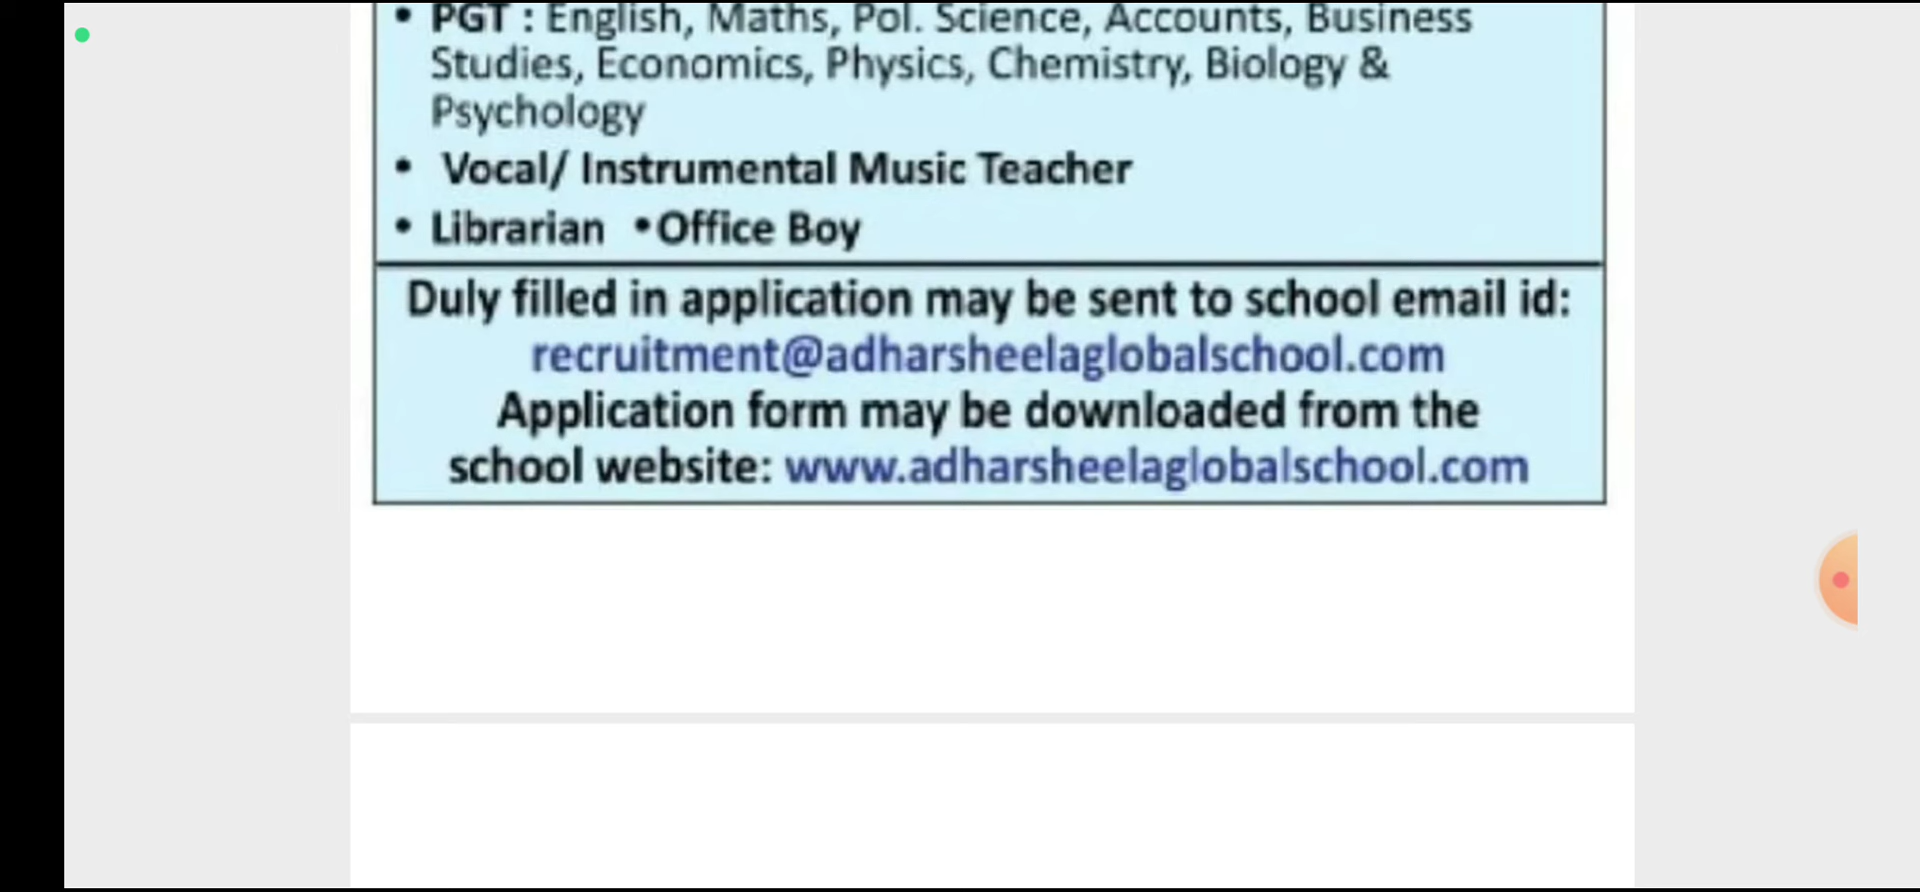 • PGT : English, Maths, Pol. Science, Accounts, Business
Studies, Economics, Physics, Chemistry, Biology &
Psychology
• Vocal/ Instrumental Music Teacher
• Librarian • Office Boy
Duly filled in application may be sent to school email id:
recruitment@adharsheelaglobalschool.com
Application form may be downloaded from the
school website: www.adharsheelaglobalschool.com